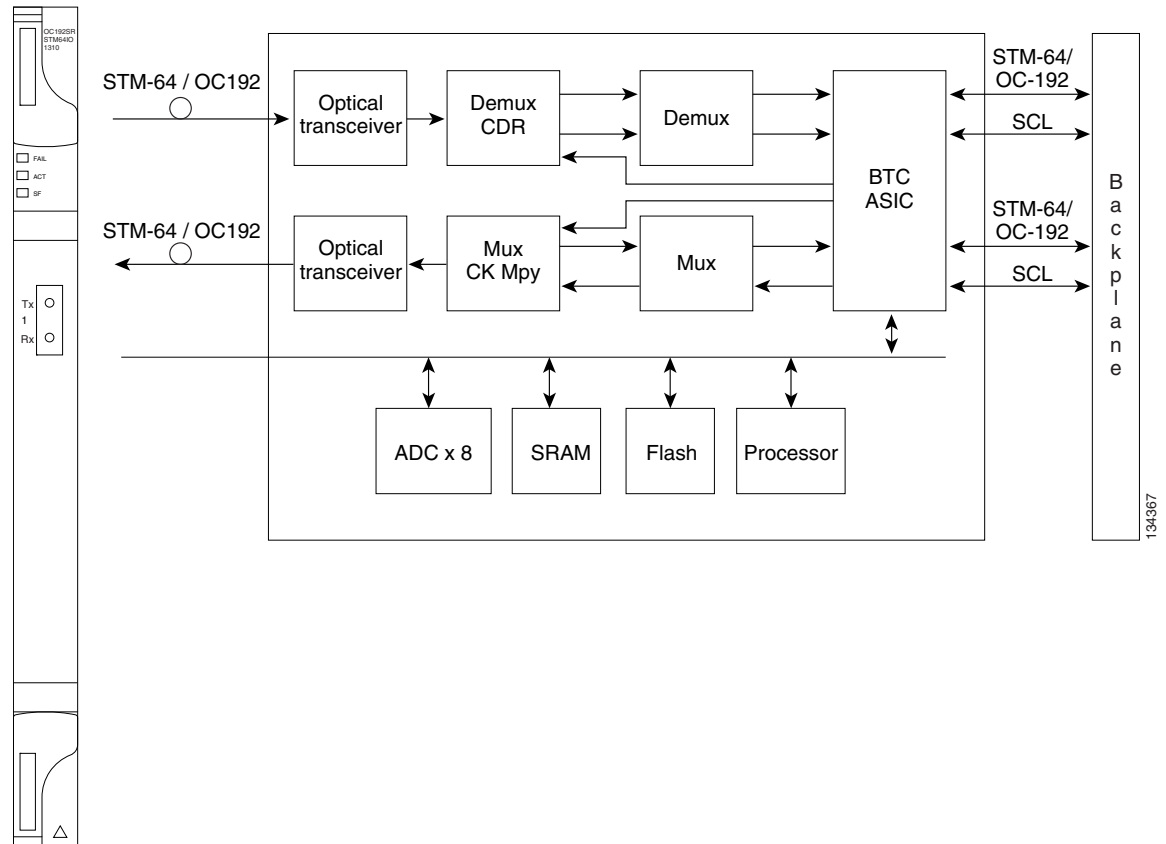 OC192SR
STM64IO
1310
FAIL
ACT
SF
Tx
1
Rx
STM-64 / OC192
Optical
transceiver
Demux
CDR
Demux
BTC
ASIC
STM-64/
OC-192
SCL
STM-64 / OC192
Optical
transceiver
Mux
CK Mpy
Mux
STM-64/
OC-192
SCL
ADC x 8
SRAM
Flash
Processor
Backplane
134367